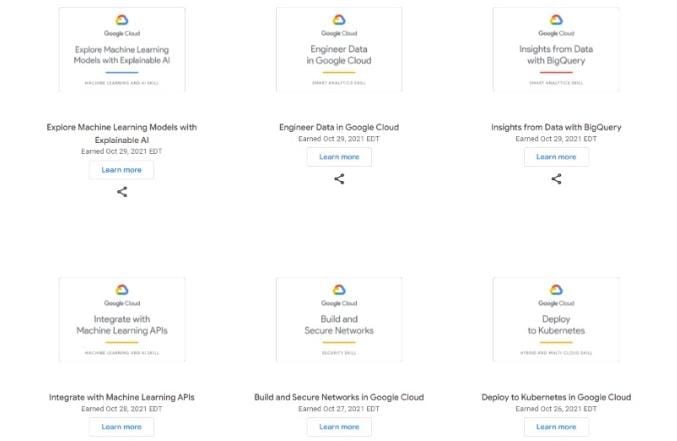 Google Cloud
Explore Machine Learning
Models with Explainable AI
MACHINE LEARNING AND AI SKILL
Google Cloud
Engineer Data
in Google Cloud
SMART ANALYTICS SKILL
Google Cloud
Insights from Data
with BigQuery
SMART ANALYTICS SKILL
Explore Machine Learning Models with
Explainable AI
Earned Oct 29, 2021 EDT
Learn more
Engineer Data in Google Cloud
Earned Oct 29, 2021 EDT
Learn more
Insights from Data with BigQuery
Earned Oct 29, 2021 EDT
Learn more
Google Cloud
Integrate with
Machine Learning APIs
MACHINE LEARNING AND AI SKILL
Google Cloud
Build and
Secure Networks
SECURITY SKILL
Google Cloud
Deploy
to Kubernetes
HYBRID AND MULTI-CLOUD SKILL
Integrate with Machine Learning APIs
Earned Oct 28, 2021 EDT
Learn more
Build and Secure Networks in Google Cloud
Earned Oct 27, 2021 EDT
Learn more
Deploy to Kubernetes in Google Cloud
Earned Oct 26, 2021 EDT
Learn more